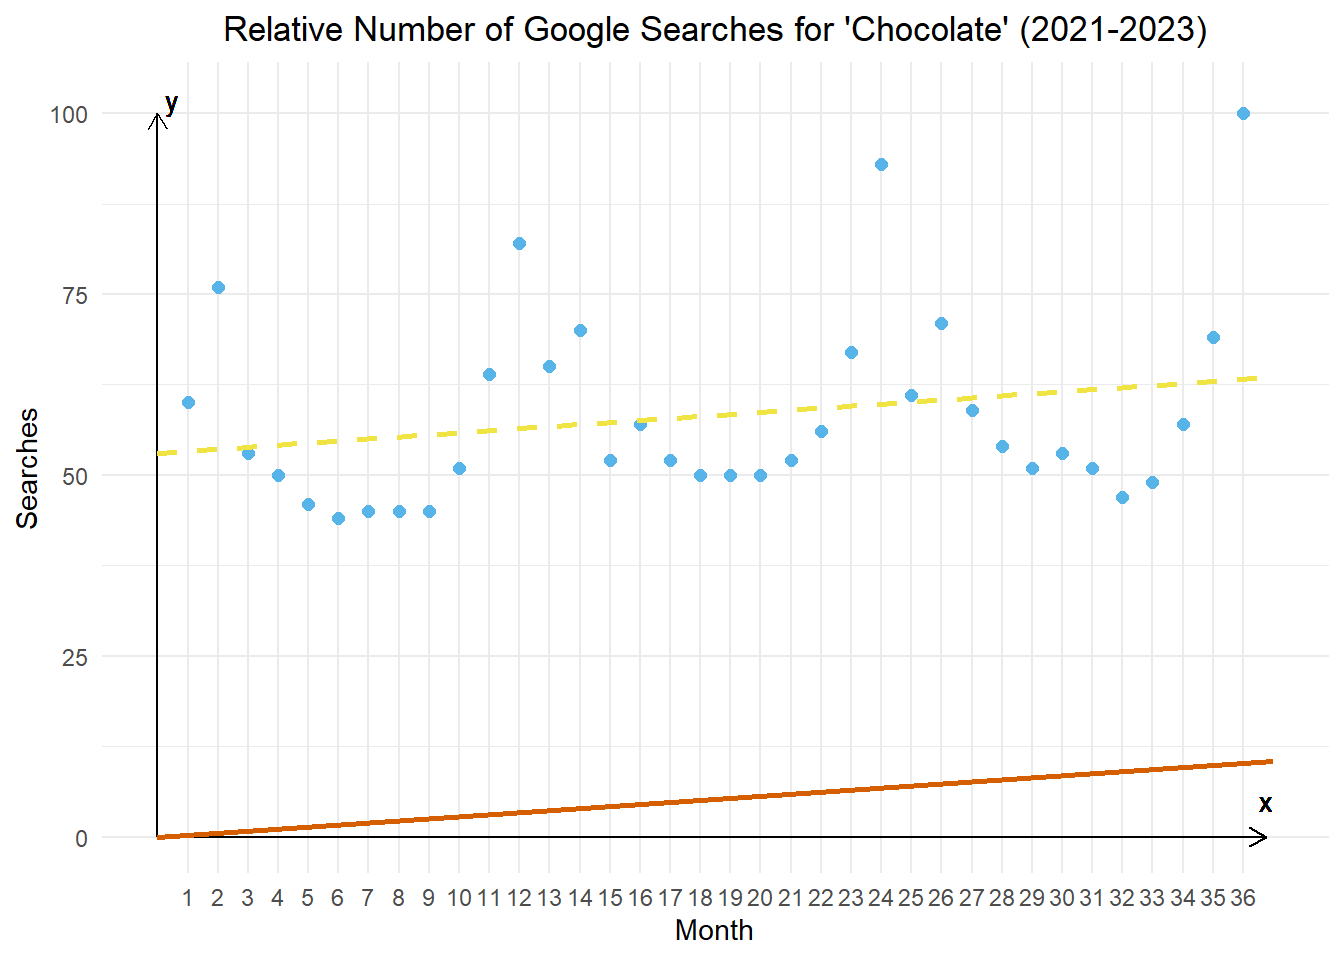 Relative Number of Google Searches for 'Chocolate' (2021-2023)
y
100
75
50
25
0
Searches
x
1 2 3 4 5 6 7 8 9 10 11 12 13 14 15 16 17 18 19 20 21 22 23 24 25 26 27 28 29 30 31 32 33 34 35 36
Month